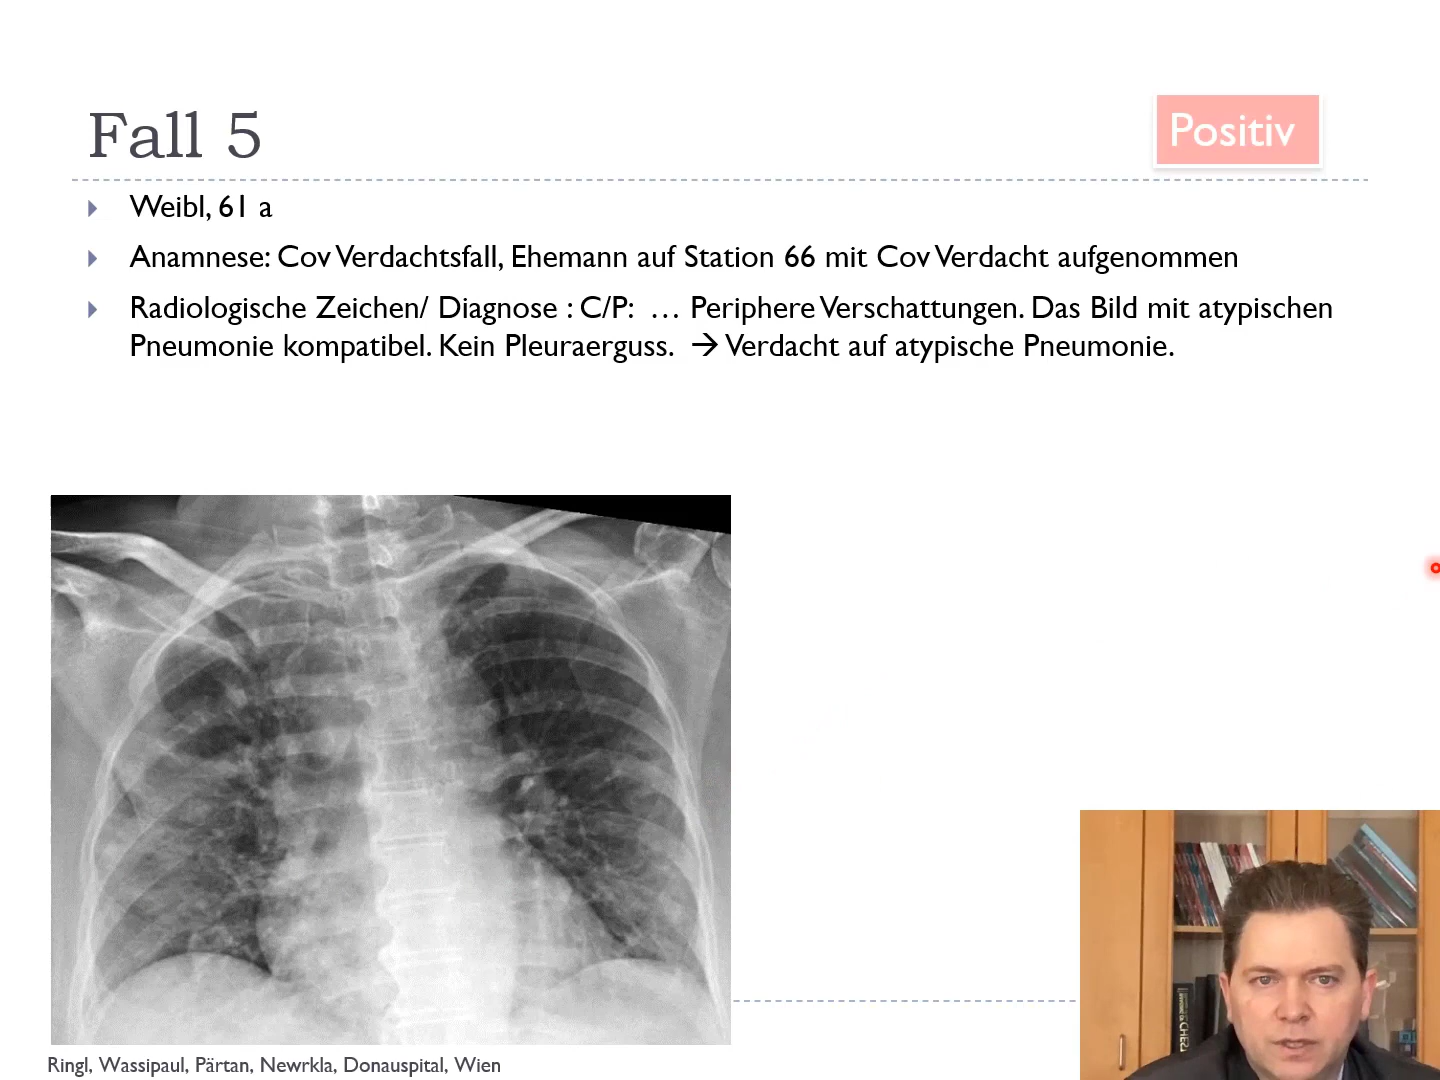 Fall 5
Positiv
Weibl, 61 a
Anamnese: Cov Verdachtsfall, Ehemann auf Station 66 mit Cov Verdacht aufgenommen
Radiologische Zeichen/ Diagnose : C/P: … Periphere Verschattungen. Das Bild mit atypischen
Pneumonie kompatibel. Kein Pleuraerguss. → Verdacht auf atypische Pneumonie.
Ringl, Wassipaul, Pärtan, Newrkla, Donauspital, Wien